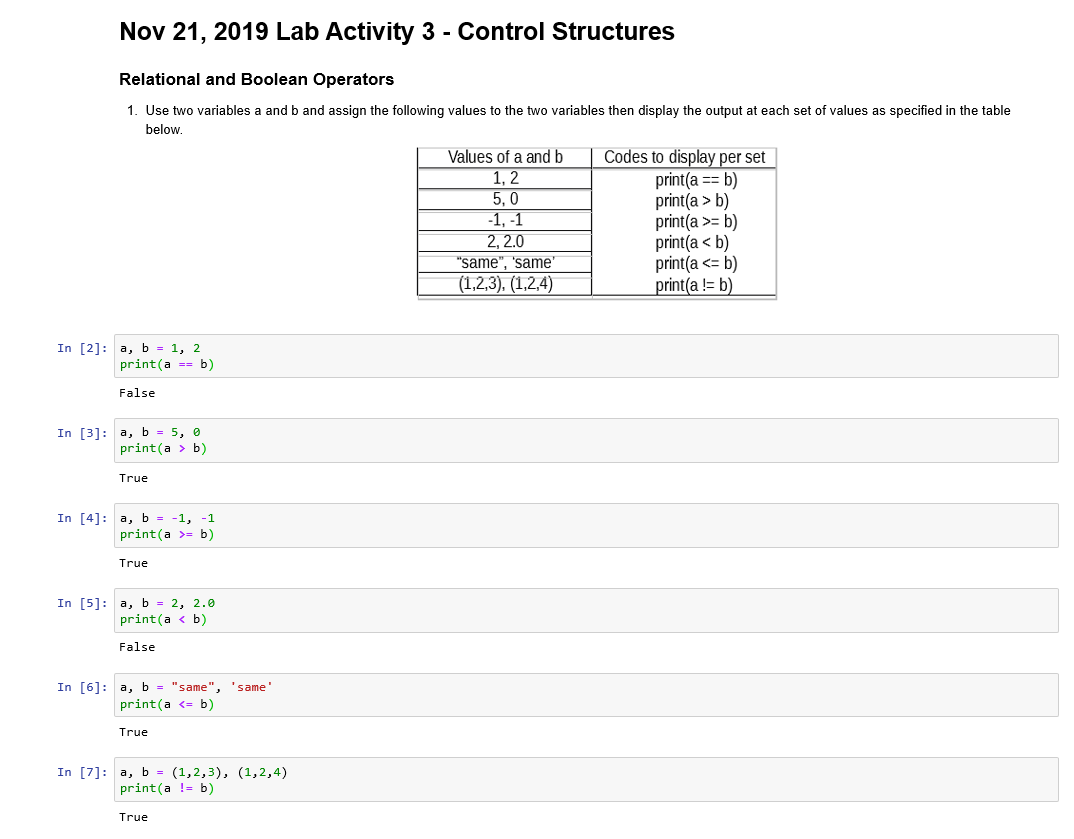 Nov 21, 2019 Lab Activity 3 - Control Structures
Relational and Boolean Operators
1. Use two variables a and b and assign the following values to the two variables then display the output at each set of values as specified in the table
below.
Values of a and b Codes to display per set
1, 2 print(a == b)
5, 0 print(a > b)
-1, -1 print(a >= b)
2, 2.0 print(a < b)
“same”, ‘same’ print(a <= b)
(1,2,3), (1,2,4) print(a != b)
In [2]: a, b = 1, 2
print(a == b)
False
In [3]: a, b = 5, 0
print(a > b)
True
In [4]: a, b = -1, -1
print(a >= b)
True
In [5]: a, b = 2, 2.0
print(a < b)
False
In [6]: a, b = "same", 'same'
print(a <= b)
True
In [7]: a, b = (1,2,3), (1,2,4)
print(a != b)
True